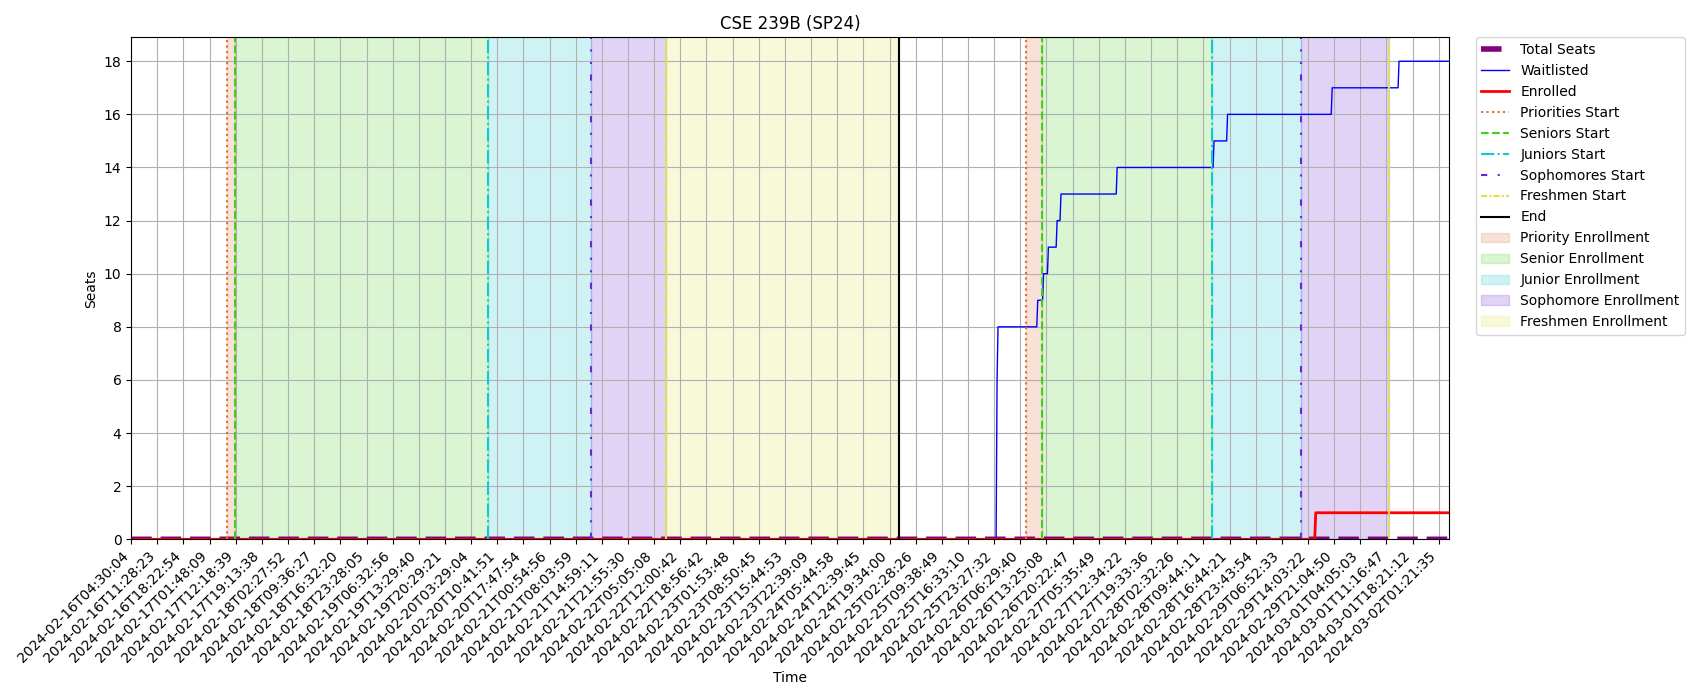 CSE 239B (SP24)
Seats
18
16
14
12
10
8
6
4
2
0
2024-02-16T04:30:04
2024-02-16T11:28:23
2024-02-16T18:22:54
2024-02-17T01:48:09
2024-02-17T12:18:39
2024-02-17T19:13:38
2024-02-18T02:27:52
2024-02-18T09:36:27
2024-02-18T16:32:20
2024-02-18T23:28:05
2024-02-19T06:32:56
2024-02-19T13:29:40
2024-02-19T20:29:21
2024-02-20T03:29:04
2024-02-20T10:41:51
2024-02-20T17:47:54
2024-02-21T00:54:56
2024-02-21T08:03:59
2024-02-21T14:59:11
2024-02-21T21:55:30
2024-02-22T05:05:08
2024-02-22T12:00:42
2024-02-22T18:56:42
2024-02-23T01:53:48
2024-02-23T08:50:45
2024-02-23T15:44:53
2024-02-23T22:39:09
2024-02-24T05:44:58
2024-02-24T12:39:45
2024-02-24T19:34:00
2024-02-25T02:28:26
2024-02-25T09:38:49
2024-02-25T16:33:10
2024-02-25T23:27:32
2024-02-26T06:29:40
2024-02-26T13:25:08
2024-02-26T20:22:47
2024-02-27T05:35:49
2024-02-27T12:34:22
2024-02-27T19:33:36
2024-02-28T02:32:26
2024-02-28T09:44:11
2024-02-28T16:44:21
2024-02-28T23:43:54
2024-02-29T06:52:33
2024-02-29T14:03:22
2024-02-29T21:04:50
2024-03-01T04:05:03
2024-03-01T11:16:47
2024-03-01T18:21:12
2024-03-02T01:21:35
Time
Total Seats
Waitlisted
Enrolled
Priorities Start
Seniors Start
Juniors Start
Sophomores Start
Freshmen Start
End
Priority Enrollment
Senior Enrollment
Junior Enrollment
Sophomore Enrollment
Freshmen Enrollment